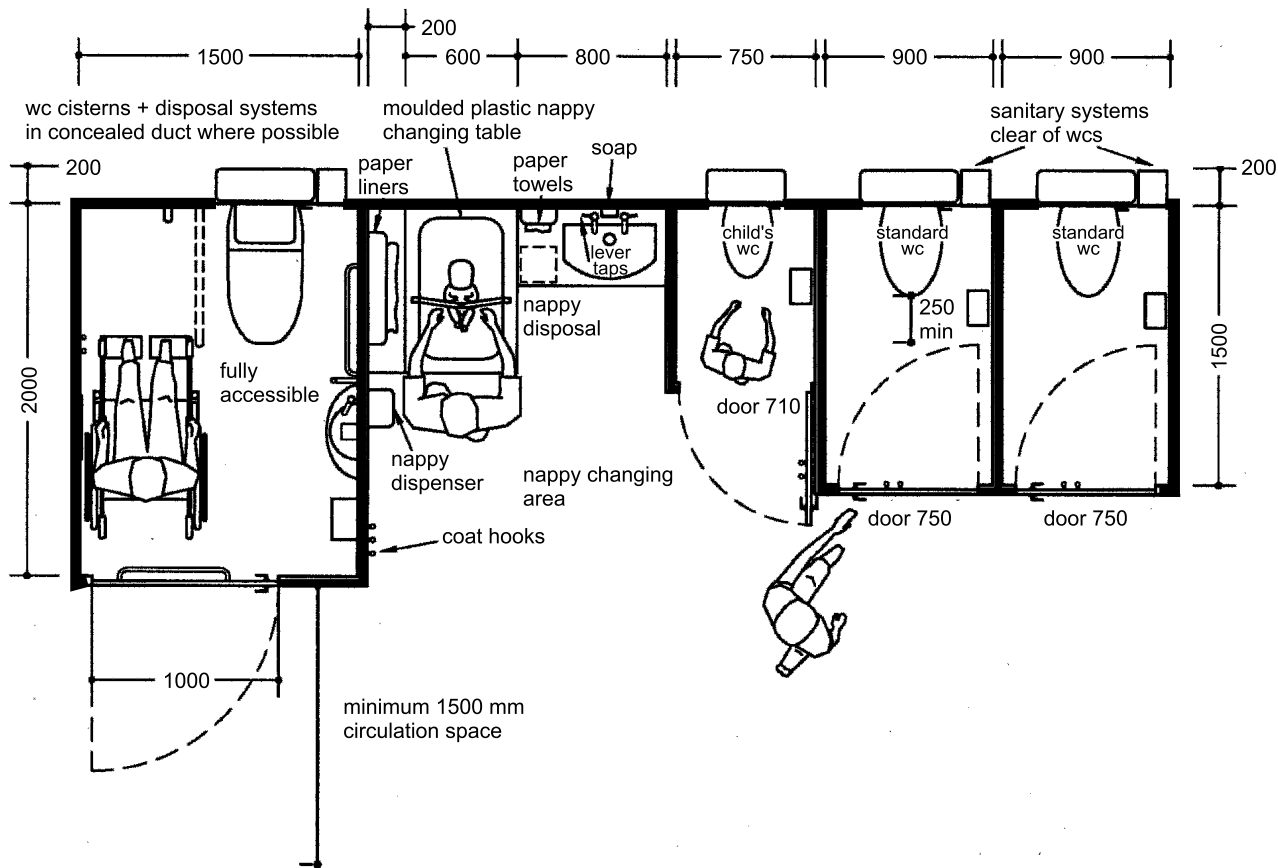 200
1500
600
800
750
900
900
wc cisterns + disposal systems
in concealed duct where possible
moulded plastic nappy
changing table
sanitary systems
clear of wcs
200
paper
liners
paper
towels
soap
200
child's
wc
standard
wc
standard
wc
lever
taps
nappy
disposal
250
min
fully
accessible
2000
1500
door 710
nappy
dispenser
nappy changing
area
coat hooks
door 750
door 750
1000
minimum 1500 mm
circulation space